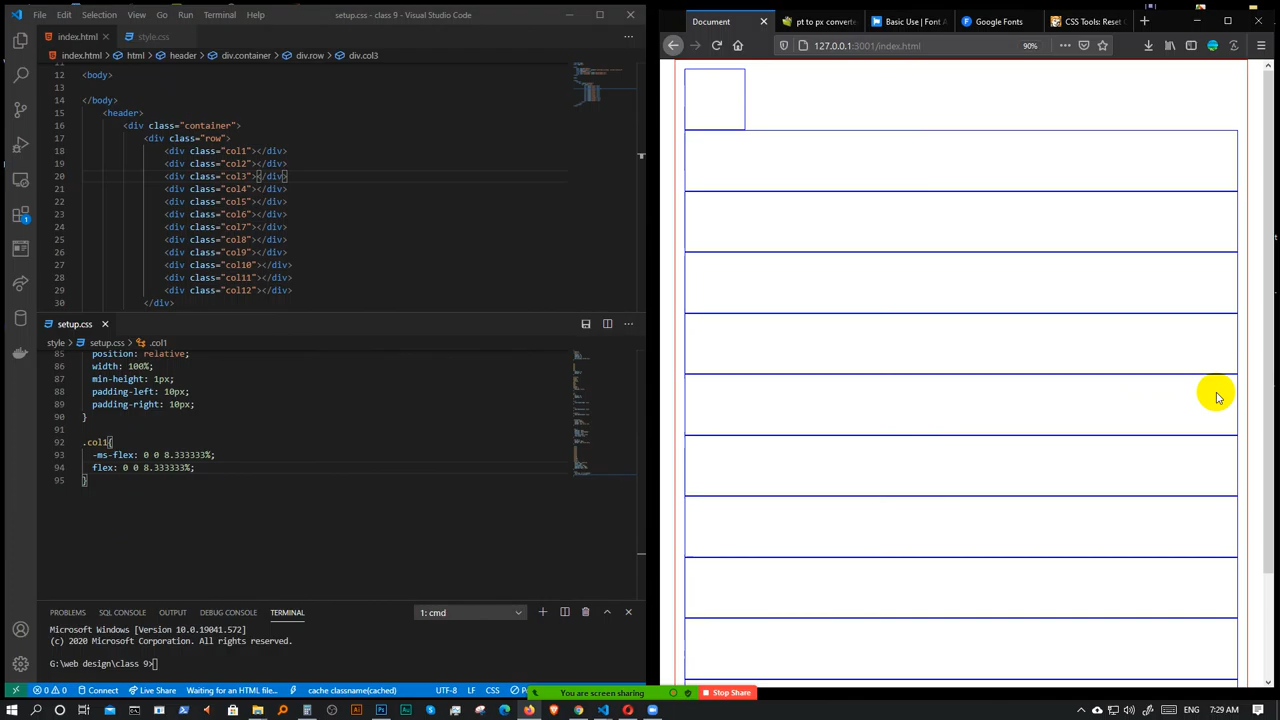 File Edit Selection View Go Run Terminal Help setup.css - class 9 - Visual Studio Code
index.html style.css
index.html > html > header > div.container > div.row > div.col3
12 <body>
13
14 </body>
15 <header>
16 <div class="container">
17 <div class="row">
18 <div class="col1"></div>
19 <div class="col2"></div>
20 <div class="col3"></div>
21 <div class="col4"></div>
22 <div class="col5"></div>
23 <div class="col6"></div>
24 <div class="col7"></div>
25 <div class="col8"></div>
26 <div class="col9"></div>
27 <div class="col10"></div>
28 <div class="col11"></div>
29 <div class="col12"></div>
30 </div>
setup.css
style > setup.css > .col1
85 position: relative;
86 width: 100%;
87 min-height: 1px;
88 padding-left: 10px;
89 padding-right: 10px;
90 }
91
92 .col1{
93 -ms-flex: 0 0 8.333333%;
94 flex: 0 0 8.333333%;
95 }
PROBLEMS SQL CONSOLE OUTPUT DEBUG CONSOLE TERMINAL 1: cmd
Microsoft Windows [Version 10.0.19041.572]
(c) 2020 Microsoft Corporation. All rights reserved.
G:\web design\class 9>
0 0 Connect Live Share Waiting for an HTML file... cache classname(cached) UTF-8 LF CSS
Document pt to px converte Basic Use | Font A Google Fonts CSS Tools: Reset C
127.0.0.1:3001/index.html 90%
You are screen sharing Stop Share
ENG 7:29 AM